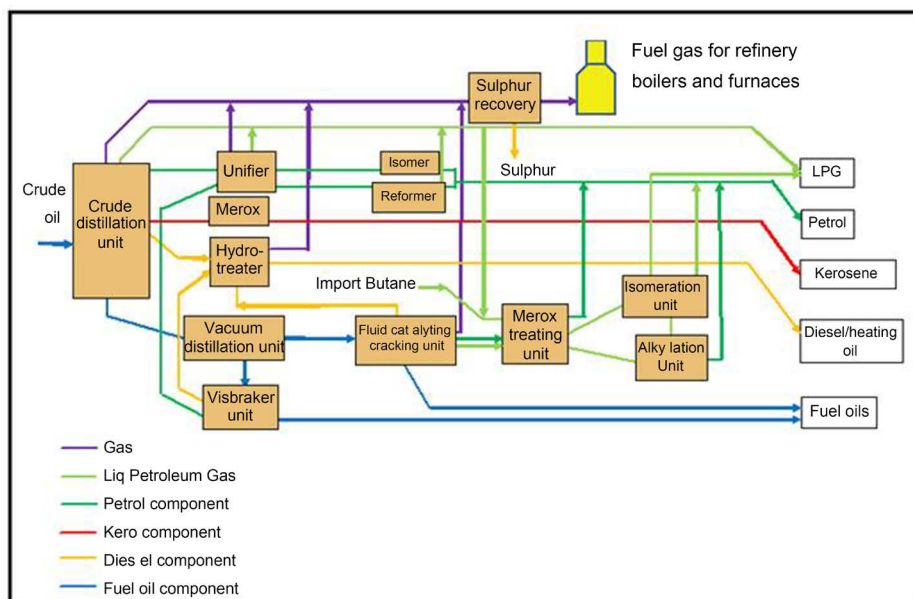 Fuel gas for refinery
boilers and furnaces
Sulphur
recovery
Sulphur
Isomer
Reformer
Unifier
Merox
Crude
oil
Crude
distillation
unit
Hydro-
treater
Import Butane
Vacuum
distillation unit
Visbraker
unit
Fluid cat alyting
cracking unit
Merox
treating
unit
Isomeration
unit
Alky lation
Unit
LPG
Petrol
Kerosene
Diesel/heating
oil
Fuel oils
Gas
Liq Petroleum Gas
Petrol component
Kero component
Dies el component
Fuel oil component